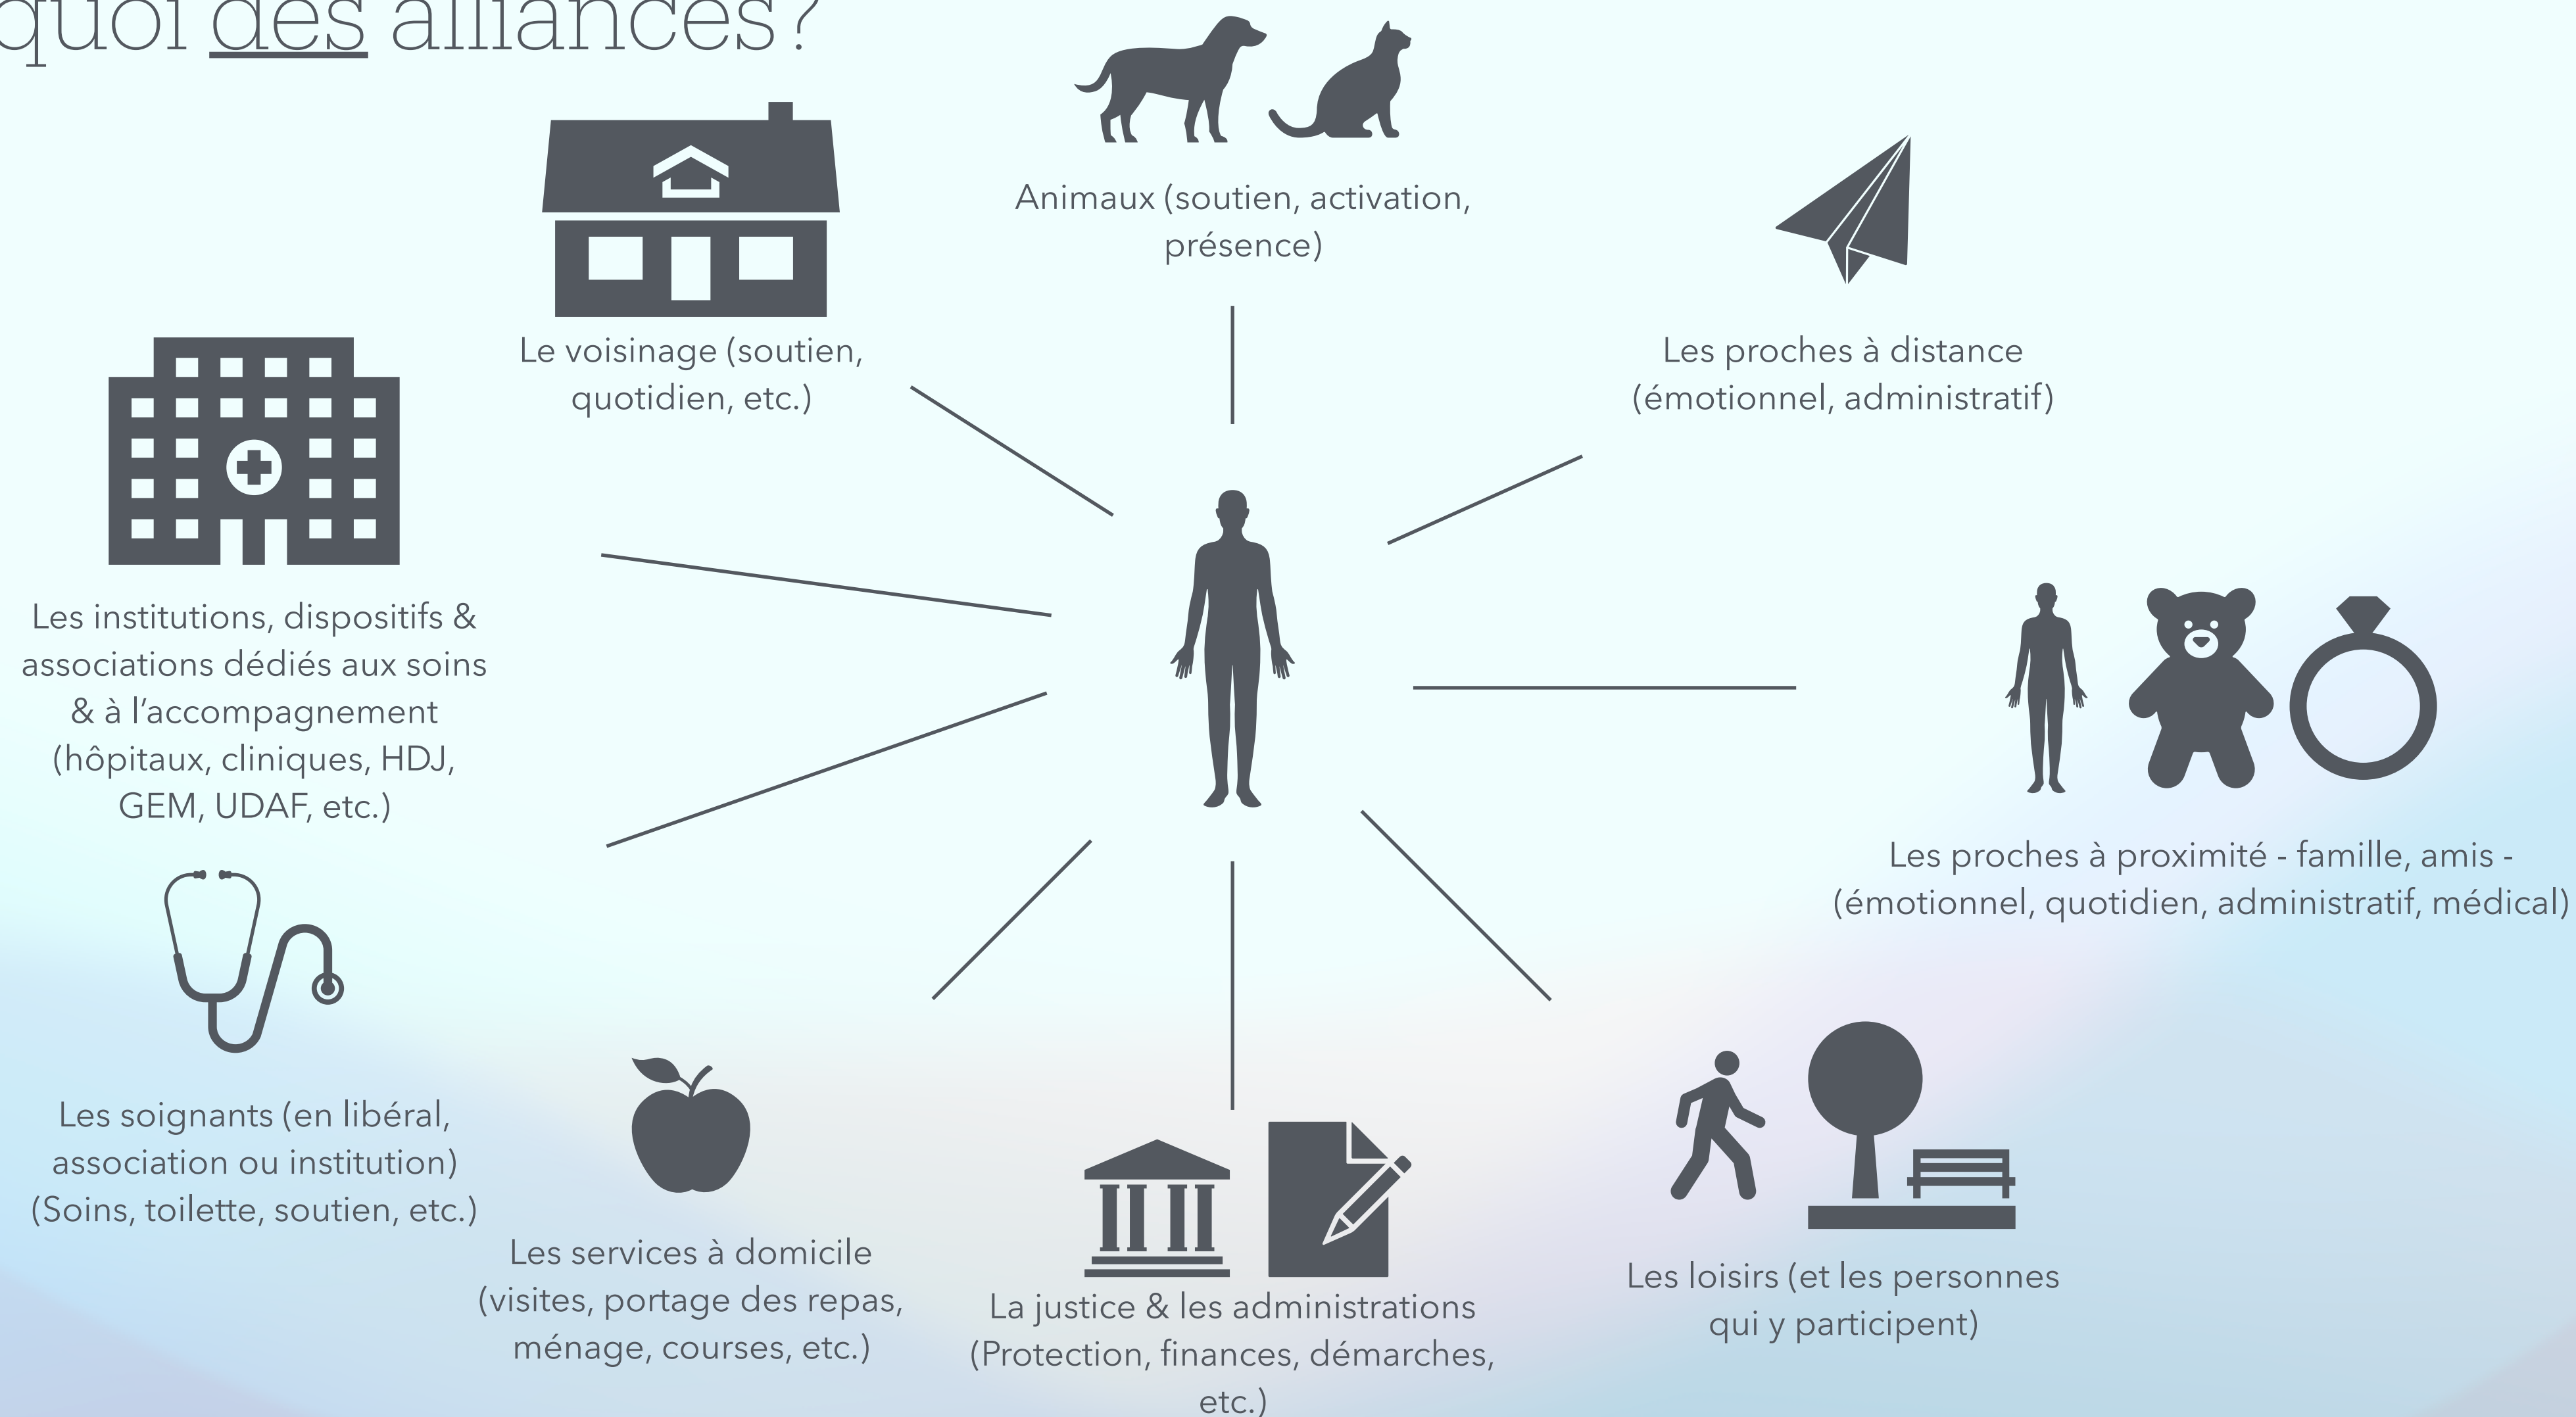 quoi des alliances?
Animaux (soutien, activation,
présence)
Le voisinage (soutien,
quotidien, etc.)
Les proches à distance
(émotionnel, administratif)
Les institutions, dispositifs &
associations dédiés aux soins
& à l’accompagnement
(hôpitaux, cliniques, HDJ,
GEM, UDAF, etc.)
Les proches à proximité - famille, amis -
(émotionnel, quotidien, administratif, médical)
Les soignants (en libéral,
association ou institution)
(Soins, toilette, soutien, etc.)
Les services à domicile
(visites, portage des repas,
ménage, courses, etc.)
La justice & les administrations
(Protection, finances, démarches,
etc.)
Les loisirs (et les personnes
qui y participent)